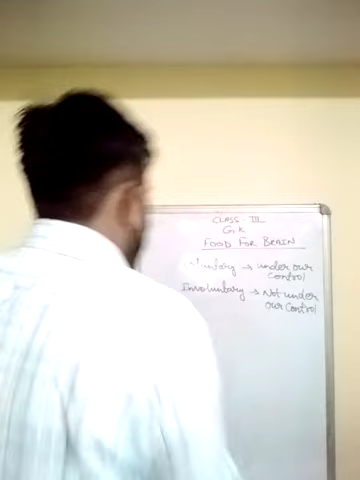 CLASS - III
G.K
FOOD FOR BRAIN
→ under our
control
Involuntary → Not under
our control